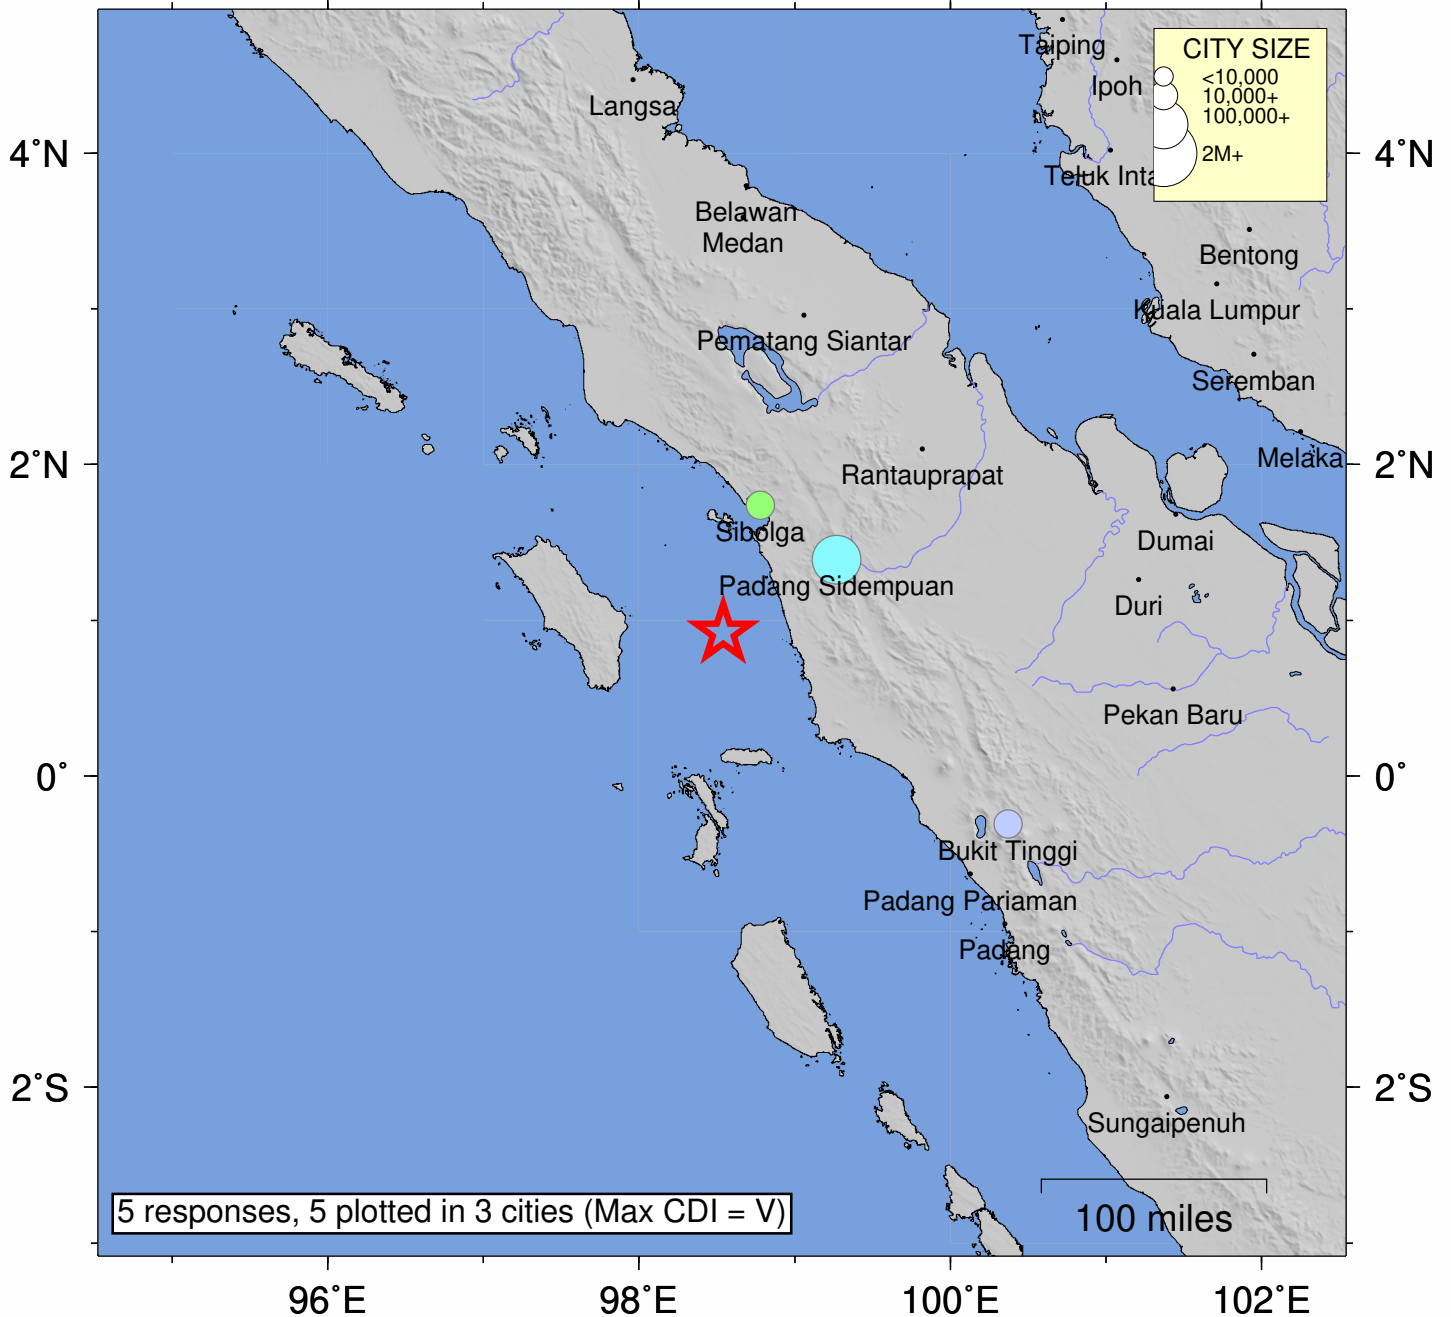 Taiping
CITY SIZE
<10,000
10,000+
100,000+
2M+
Ipoh
Langsa
4°N
4°N
Teluk Inta
Belawan
Medan
Bentong
Kuala Lumpur
Pematang Siantar
Seremban
2°N
Melaka
2°N
Rantauprapat
Sibolga
Dumai
Padang Sidempuan
Duri
Pekan Baru
0°
0°
Bukit Tinggi
Padang Pariaman
Padang
2°S
2°S
Sungaipenuh
5 responses, 5 plotted in 3 cities (Max CDI = V)
100 miles
96°E
98°E
100°E
102°E